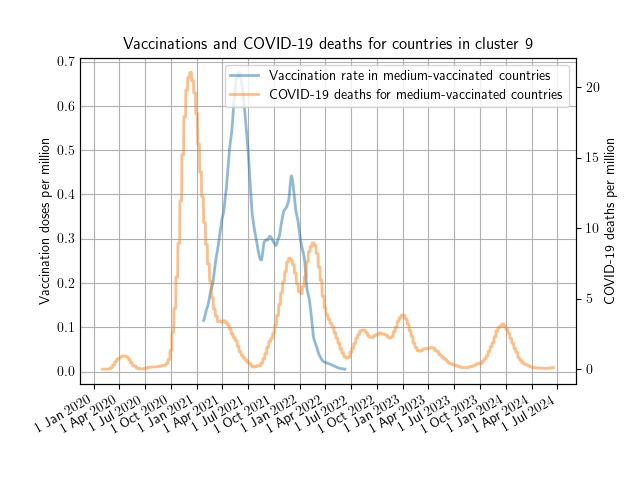 Vaccinations and COVID-19 deaths for countries in cluster 9
Vaccination rate in medium-vaccinated countries
COVID-19 deaths for medium-vaccinated countries
Vaccination doses per million
0.7
0.6
0.5
0.4
0.3
0.2
0.1
0.0
COVID-19 deaths per million
20
15
10
5
0
1 Jan 2020
1 Apr 2020
1 Jul 2020
1 Oct 2020
1 Jan 2021
1 Apr 2021
1 Jul 2021
1 Oct 2021
1 Jan 2022
1 Apr 2022
1 Jul 2022
1 Oct 2022
1 Jan 2023
1 Apr 2023
1 Jul 2023
1 Oct 2023
1 Jan 2024
1 Apr 2024
1 Jul 2024